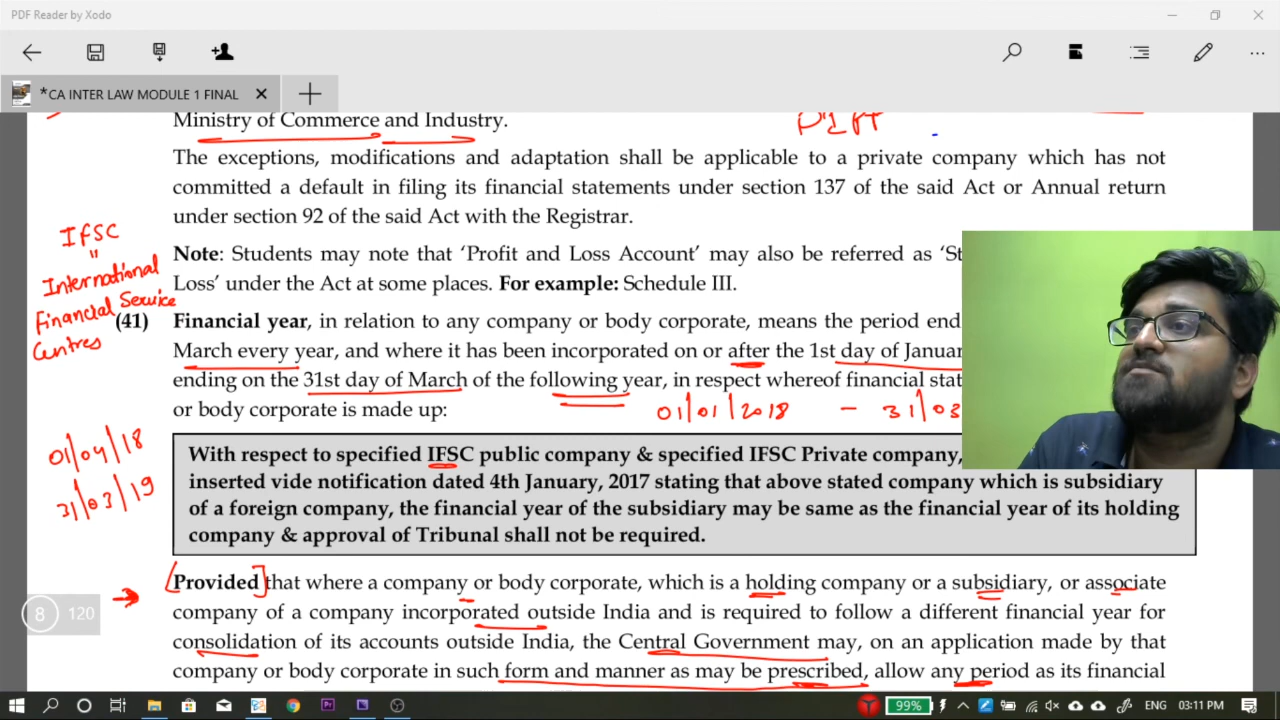 PDF Reader by Xodo
*CA INTER LAW MODULE 1 FINAL
Ministry of Commerce and Industry.
The exceptions, modifications and adaptation shall be applicable to a private company which has not
committed a default in filing its financial statements under section 137 of the said Act or Annual return
under section 92 of the said Act with the Registrar.
IFSC
"
International
Financial Service
Centres
Note: Students may note that ‘Profit and Loss Account’ may also be referred as ‘St
Loss’ under the Act at some places. For example: Schedule III.
(41) Financial year, in relation to any company or body corporate, means the period end
March every year, and where it has been incorporated on or after the 1st day of Januar
ending on the 31st day of March of the following year, in respect whereof financial stat
or body corporate is made up:
01/01/2018 - 31/03
01/04/18
31/03/19
With respect to specified IFSC public company & specified IFSC Private company,
inserted vide notification dated 4th January, 2017 stating that above stated company which is subsidiary
of a foreign company, the financial year of the subsidiary may be same as the financial year of its holding
company & approval of Tribunal shall not be required.
[Provided] that where a company or body corporate, which is a holding company or a subsidiary, or associate
company of a company incorporated outside India and is required to follow a different financial year for
consolidation of its accounts outside India, the Central Government may, on an application made by that
company or body corporate in such form and manner as may be prescribed, allow any period as its financial
8 120
99% ENG 03:11 PM